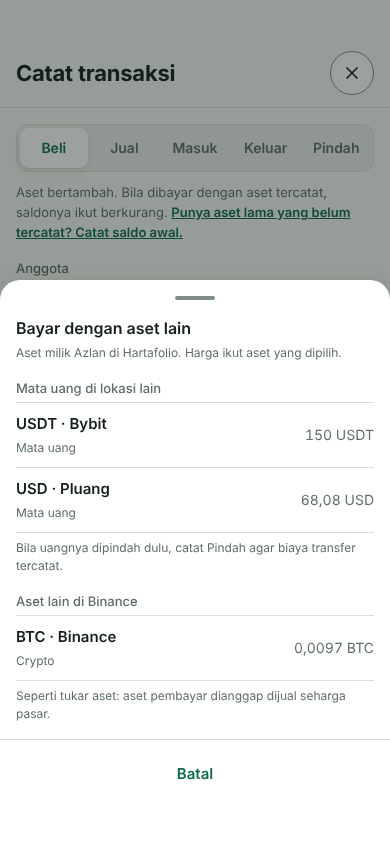 Catat transaksi
Beli
Jual
Masuk
Keluar
Pindah
Aset bertambah. Bila dibayar dengan aset tercatat,
saldonya ikut berkurang. Punya aset lama yang belum
tercatat? Catat saldo awal.
Anggota
Bayar dengan aset lain
Aset milik Azlan di Hartafolio. Harga ikut aset yang dipilih.
Mata uang di lokasi lain
USDT · Bybit
Mata uang
150 USDT
USD · Pluang
Mata uang
68,08 USD
Bila uangnya dipindah dulu, catat Pindah agar biaya transfer
tercatat.
Aset lain di Binance
BTC · Binance
Crypto
0,0097 BTC
Seperti tukar aset: aset pembayar dianggap dijual seharga
pasar.
Batal